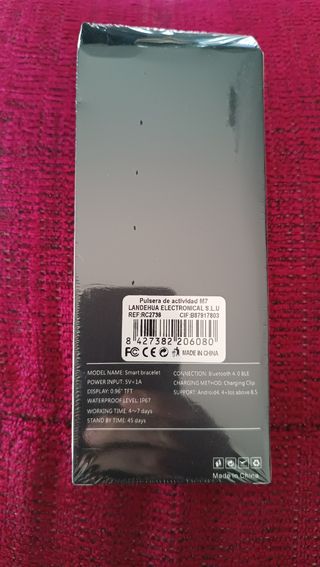 Pulsera de actividad M7
LANDEHUA ELECTRONICAL S.L.U
REF:RC2736 CIF:B87917803
8 427382 206080
FC CE MADE IN CHINA
MODEL NAME: Smart bracelet
POWER INPUT: 5V=1A
DISPLAY: 0.96" TFT
WATERPROOF LEVEL: IP67
WORKING TIME: 4~7 days
STAND BY TIME: 45 days
CONNECTION: Bluetooth 4.0 BLE
CHARGING METHOD: Charging Clip
SUPPORT: Android4.4+Ios above 8.5
Made in China